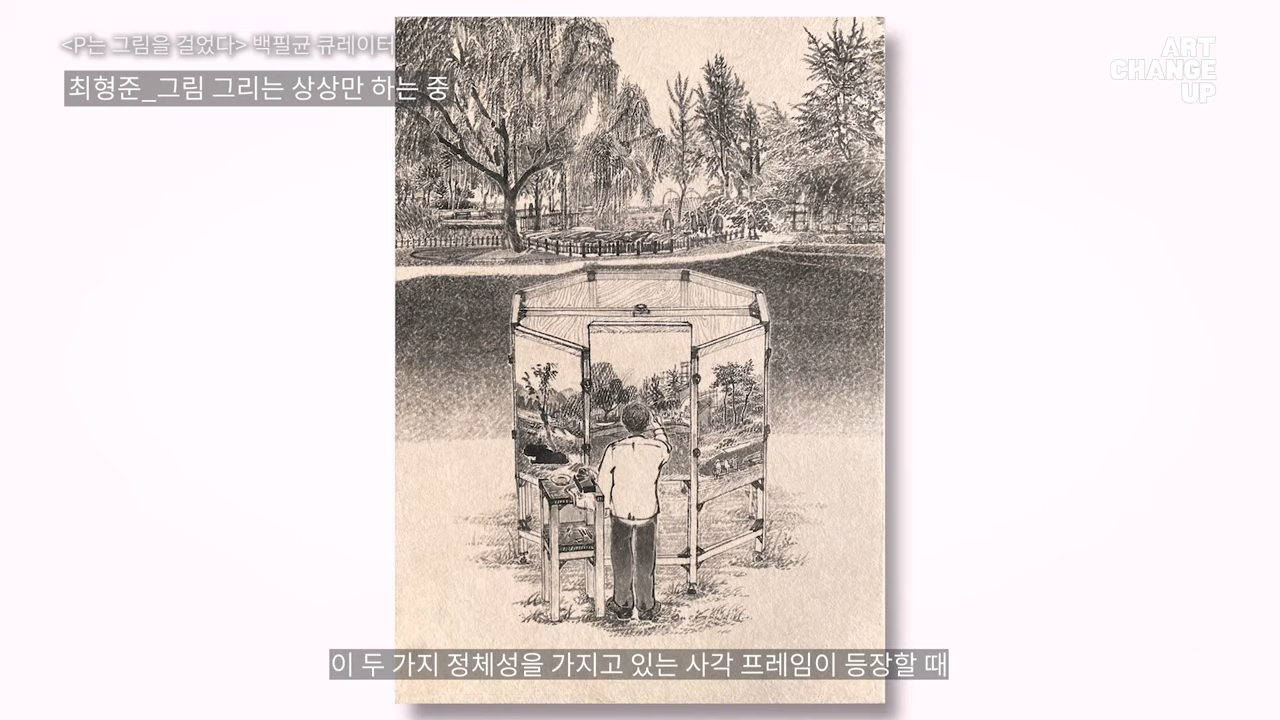 <P는 그림을 걸었다> 백필균 큐레이터
최형준_그림 그리는 상상만 하는 중
ART
CHANGE
UP
이 두 가지 정체성을 가지고 있는 사각 프레임이 등장할 때